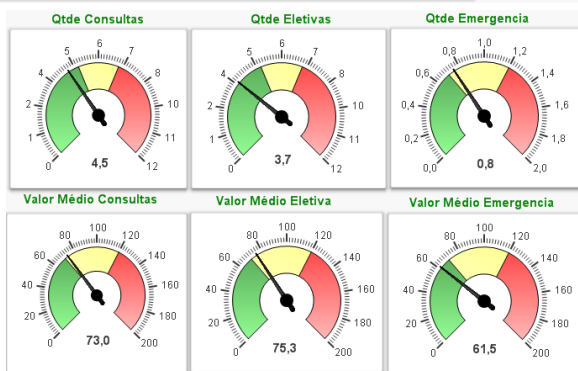 Qtde Consultas
0 1 2 4 5 6 7 8 10 11 12
4,5
Qtde Eletivas
0 1 2 4 5 6 7 8 10 11 12
3,7
Qtde Emergencia
0,0 0,2 0,4 0,6 0,8 1,0 1,2 1,4 1,6 1,8 2,0
0,8
Valor Médio Consultas
0 20 40 60 80 100 120 140 160 180 200
73,0
Valor Médio Eletiva
0 20 40 60 80 100 120 140 160 180 200
75,3
Valor Médio Emergencia
0 20 40 60 80 100 120 140 160 180 200
61,5